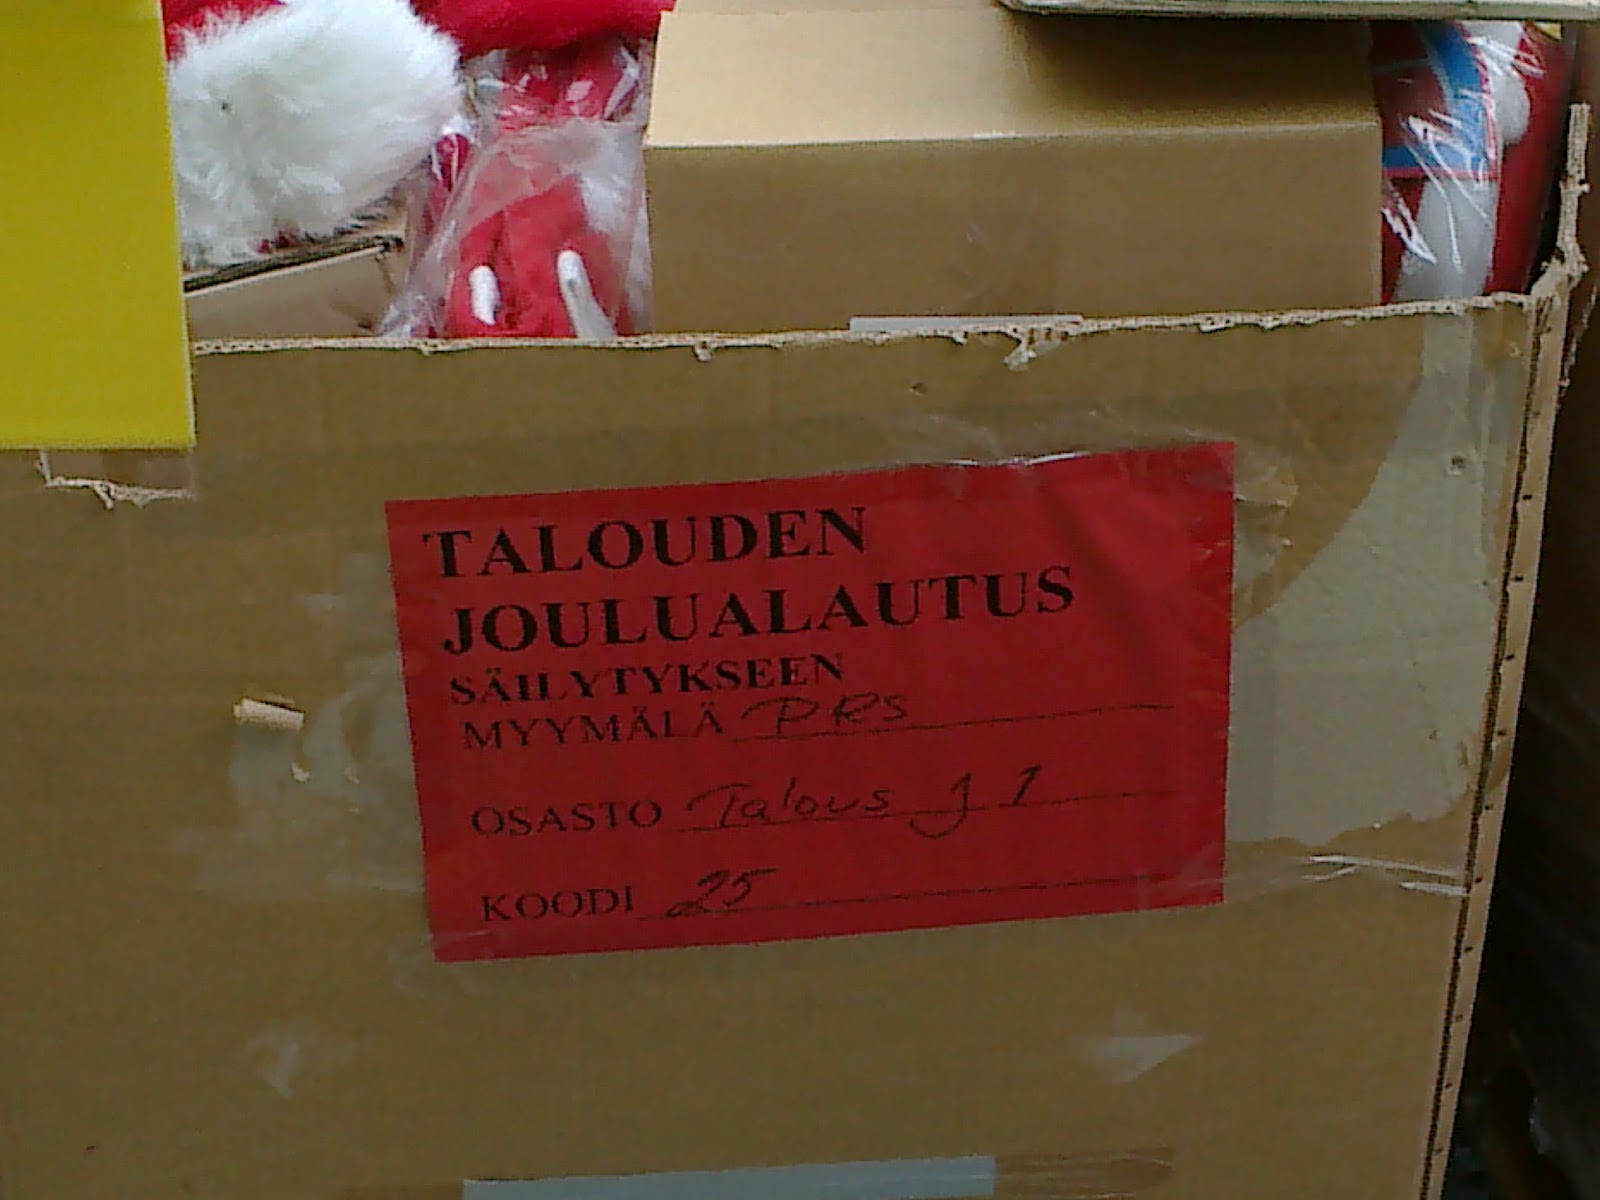 TALOUDEN
JOULUALAUTUS
SÄILYTYKSEEN
MYYMÄLÄ PRS
OSASTO Talous J 1
KOODI 25